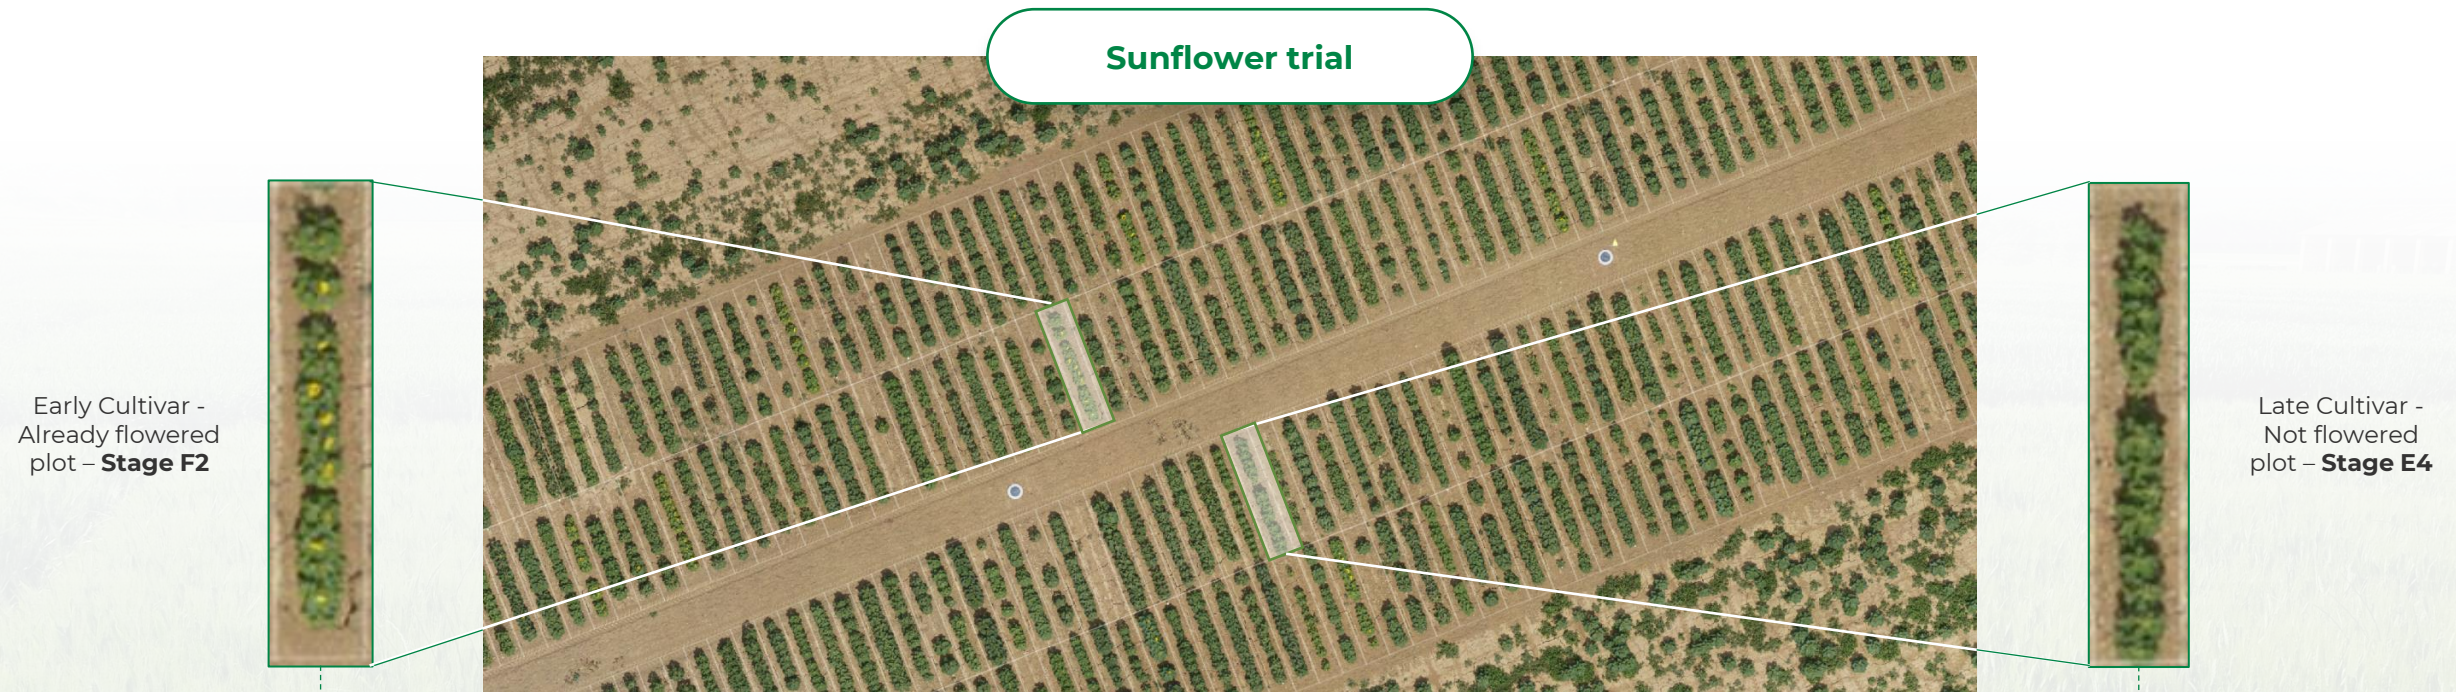 Sunflower trial
Early Cultivar -
Already flowered
plot – Stage F2
Late Cultivar -
Not flowered
plot – Stage E4